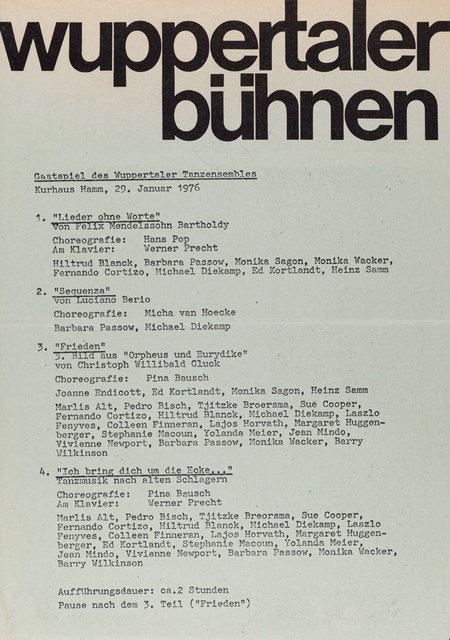 wuppertaler
bühnen
Gastspiel des Wuppertaler Tanzensembles
Kurhaus Hamm, 29. Januar 1976
1. "Lieder ohne Worte"
von Felix Mendelssohn Bartholdy
Choreografie: Hans Pop
Am Klavier: Werner Precht
Hiltrud Blanck, Barbara Passow, Monika Sagon, Monika Wacker,
Fernando Cortizo, Michael Diekamp, Ed Kortlandt, Heinz Samm
2. "Sequenza"
von Luciano Berio
Choreografie: Micha van Hoecke
Barbara Passow, Michael Diekamp
3. "Frieden"
3. Bild aus "Orpheus und Eurydike"
von Christoph Willibald Gluck
Choreografie: Pina Bausch
Joanne Endicott, Ed Kortlandt, Monika Sagon, Heinz Samm
Marlis Alt, Pedro Bisch, Tjitzke Broersma, Sue Cooper,
Fernando Cortizo, Hiltrud Blanck, Michael Diekamp, Laszlo
Fenyves, Colleen Finneran, Lajos Horvath, Margaret Huggen-
berger, Stephanie Macoun, Yolanda Meier, Jean Mindo,
Vivienne Newport, Barbara Passow, Monika Wacker, Barry
Wilkinson
4. "Ich bring dich um die Ecke..."
Tanzmusik nach alten Schlagern
Choreografie: Pina Bausch
Am Klavier: Werner Precht
Marlis Alt, Pedro Bisch, Tjitzke Breorsma, Sue Cooper,
Fernando Cortizo, Hiltrud Blanck, Michael Diekamp, Laszlo
Fenyves, Colleen Finneran, Lajos Horvath, Margaret Huggen-
berger, Ed Kortlandt, Stephanie Macoun, Yolanda Meier,
Jean Mindo, Vivienne Newport, Barbara Passow, Monika Wacker,
Barry Wilkinson
Aufführungsdauer: ca.2 Stunden
Pause nach dem 3. Teil ("Frieden")